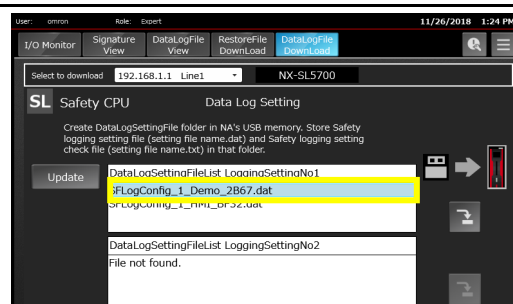 User: omron Role: Expert 11/26/2018 1:24 PM
I/O Monitor
Signature
View
DataLogFile
View
RestoreFile
DownLoad
DataLogFile
DownLoad
Select to download 192.168.1.1 Line1 NX-SL5700
SL Safety CPU Data Log Setting
Create DataLogSettingFile folder in NA's USB memory. Store Safety
logging setting file (setting file name.dat) and Safety logging setting
check file (setting file name.txt) in that folder.
Update
DataLogSettingFileList LoggingSettingNo1
SFLogConfig_1_Demo_2B67.dat
SFLogConfig_1_HMI_BF32.dat
DataLogSettingFileList LoggingSettingNo2
File not found.